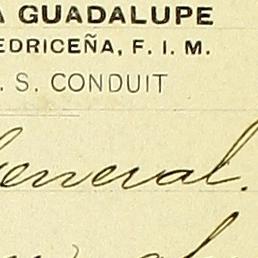 A GUADALUPE
EDRICEÑA, F. I. M.
. S. CONDUIT
General.